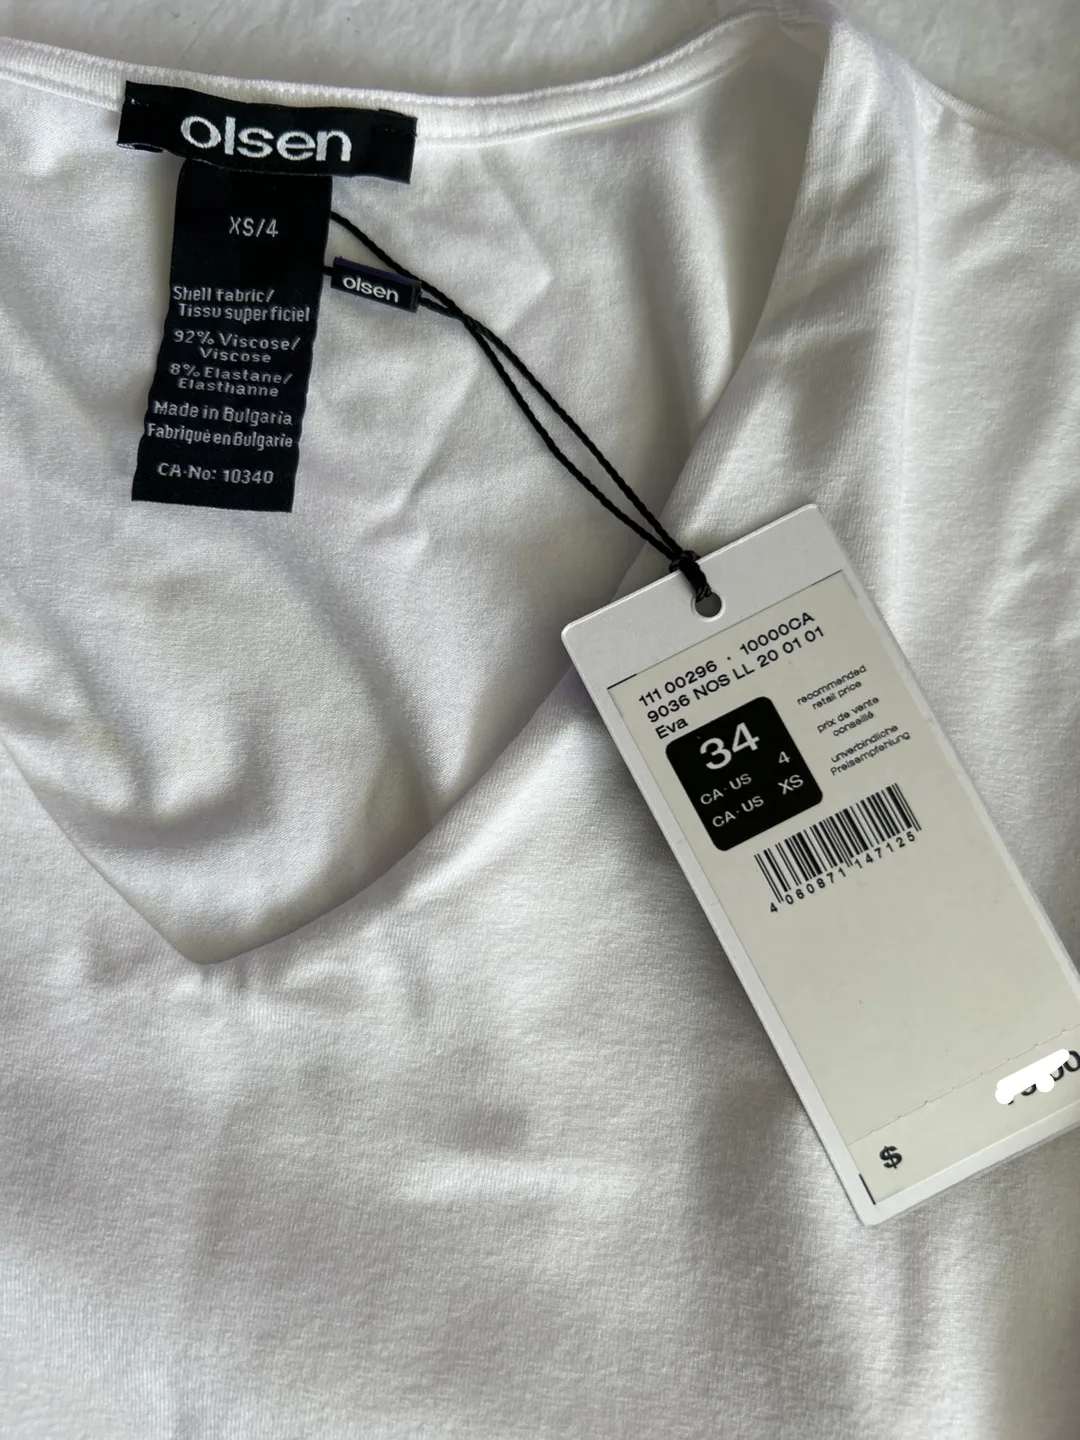 olsen
XS/4
Shell fabric/
Tissu superficiel
92% Viscose/
Viscose
8% Elastane/
Elasthanne
Made in Bulgaria
Fabriqué en Bulgarie
CA-No: 10340
olsen
111 00296 · 10000CA
9036 NOS LL 20 01 01
Eva
34
CA·US 4
CA·US XS
recommended
retail price
prix de vente
conseillé
unverbindliche
Preisempfehlung
4 060871 147125
$